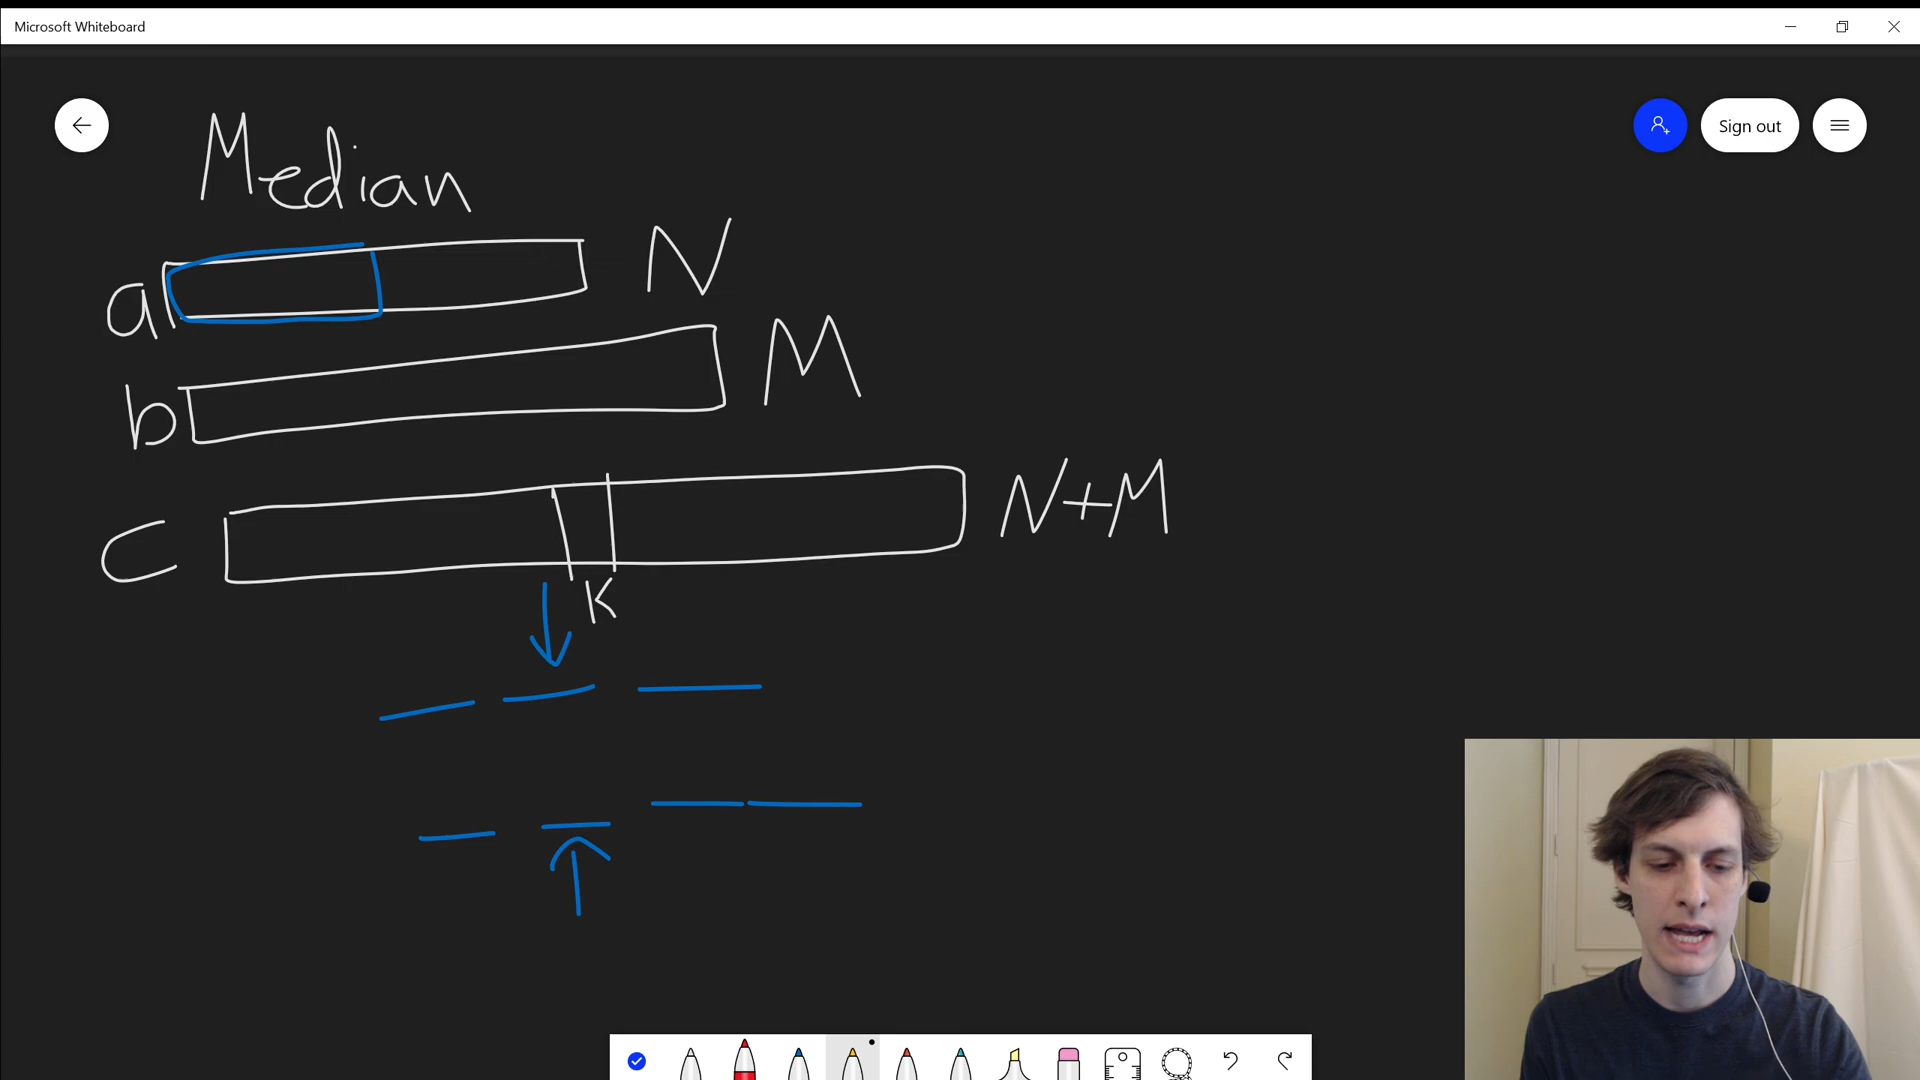 Microsoft Whiteboard
Sign out
Median
a N
b M
c N+M
K